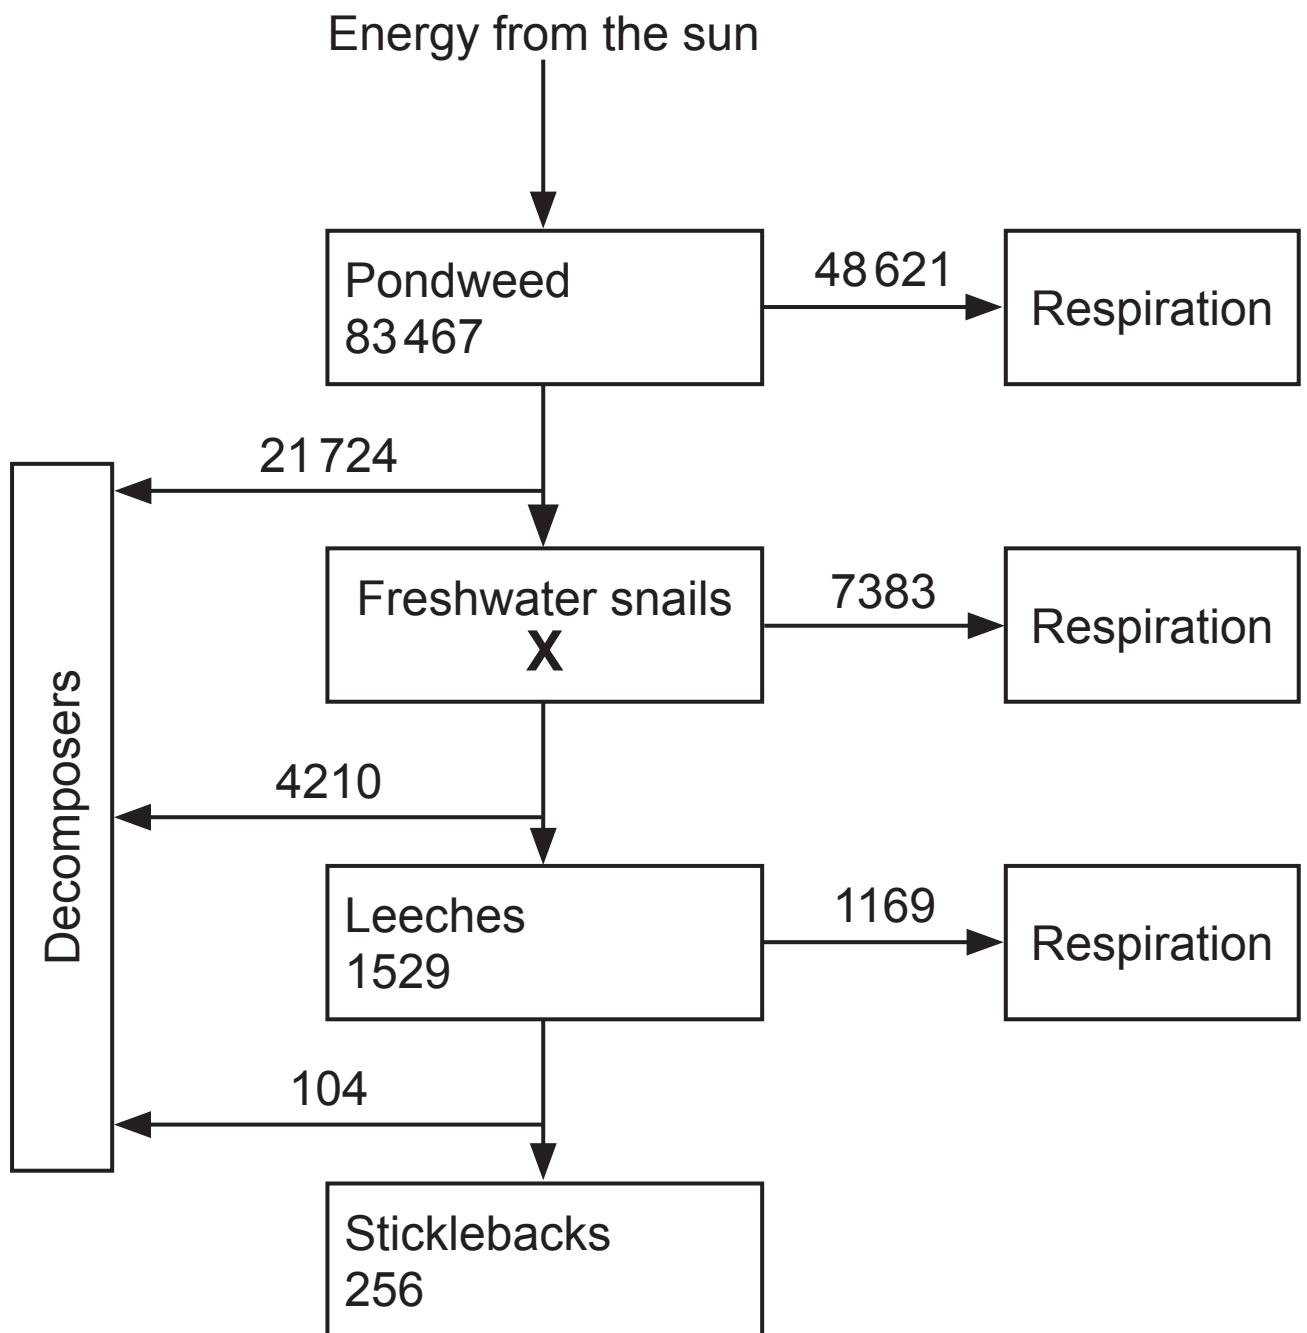 Energy from the sun
Pondweed
83 467
48 621
Respiration
21 724
Freshwater snails
X
7383
Respiration
Decomposers
4210
Leeches
1529
1169
Respiration
104
Sticklebacks
256